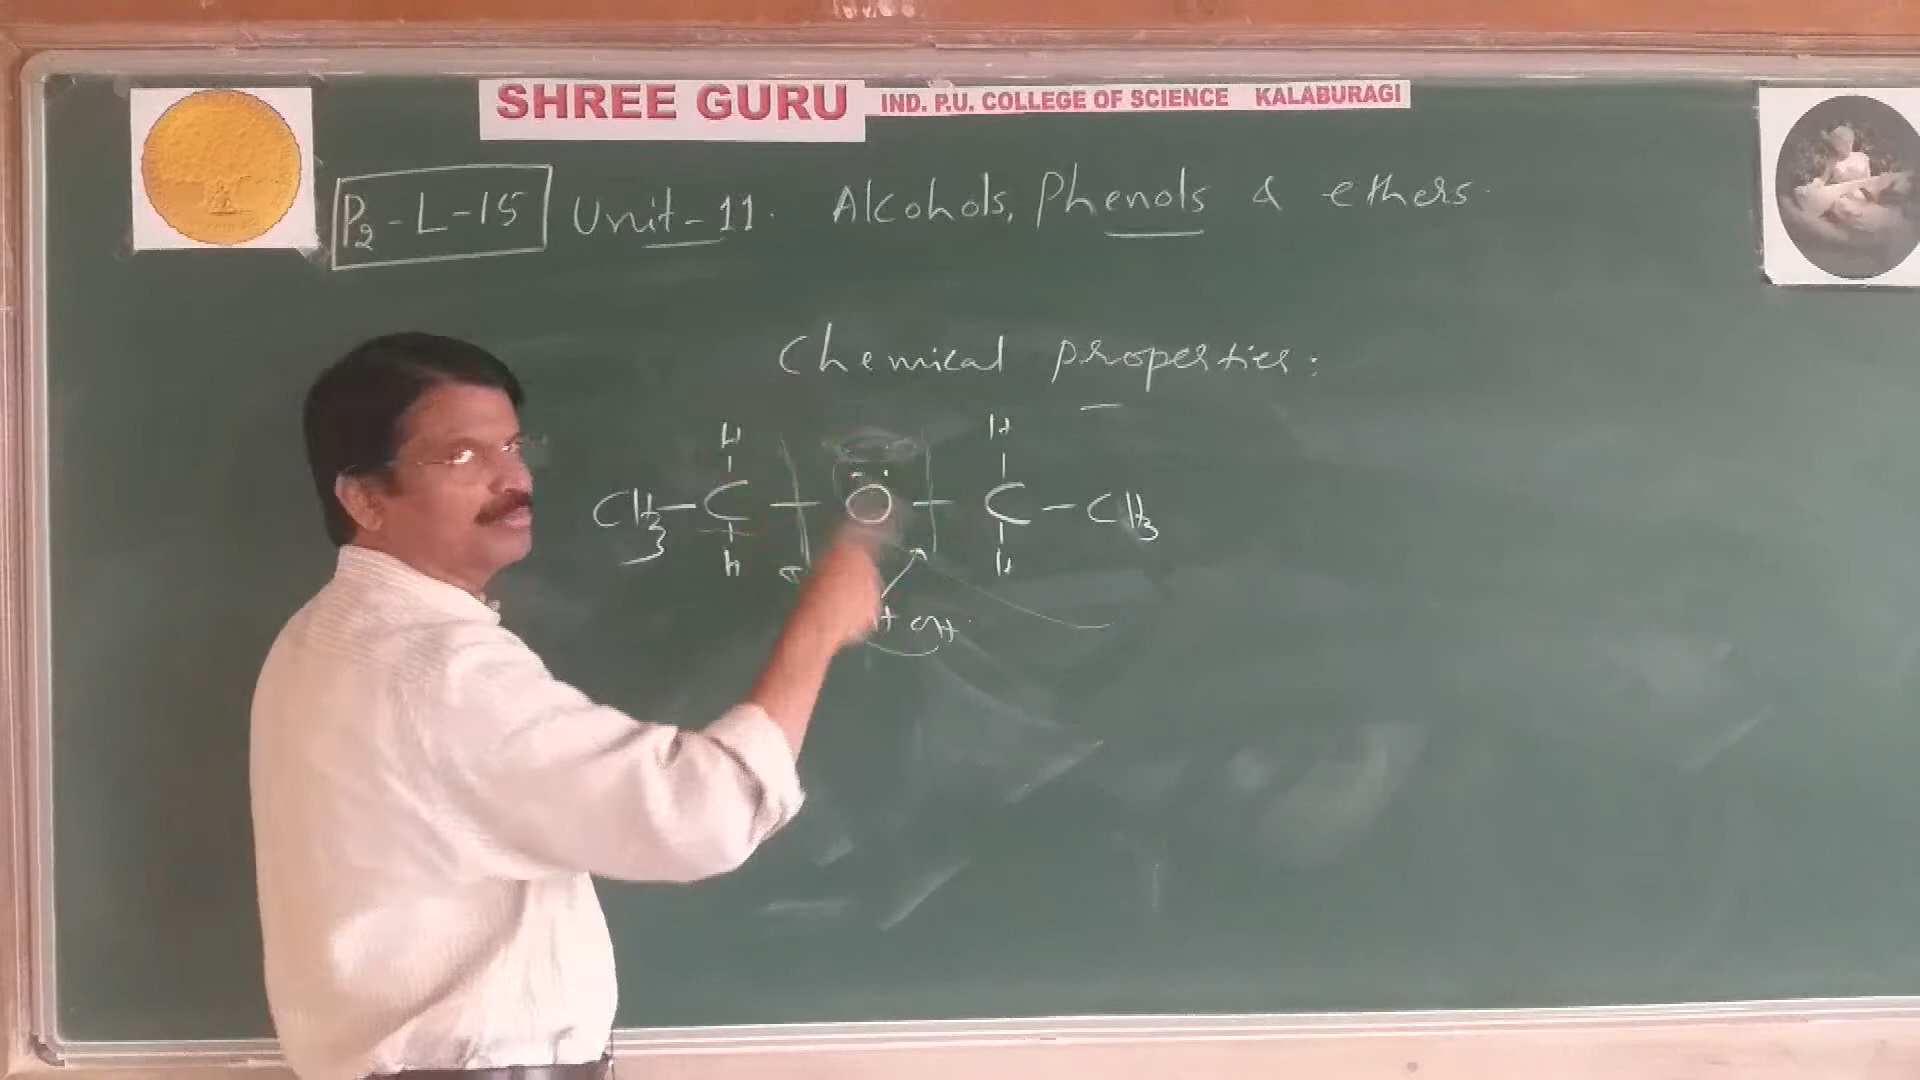 SHREE GURU IND. P.U. COLLEGE OF SCIENCE KALABURAGI
P2-L-15 Unit-11. Alcohols, Phenols & ethers.
Chemical properties:
H H
CH3-C-O-C-CH3
H H